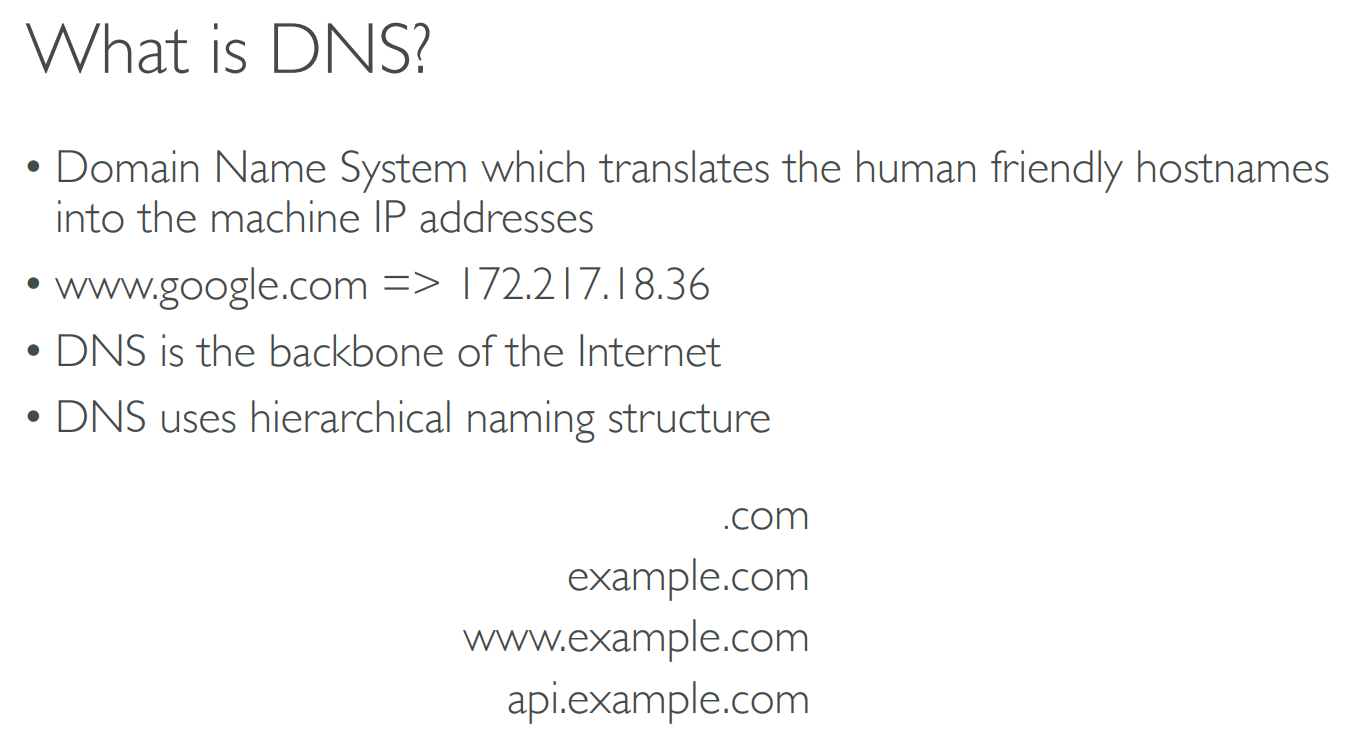 What is DNS?
• Domain Name System which translates the human friendly hostnames
into the machine IP addresses
• www.google.com => 172.217.18.36
• DNS is the backbone of the Internet
• DNS uses hierarchical naming structure
.com
example.com
www.example.com
api.example.com